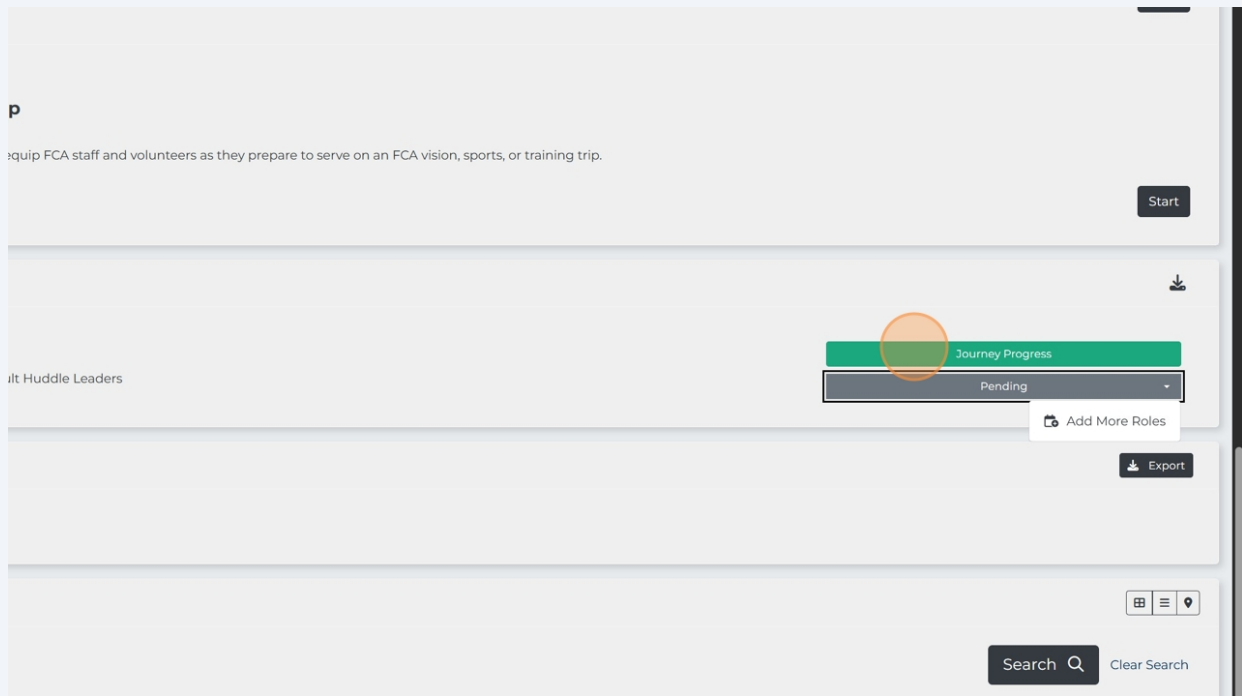 p
equip FCA staff and volunteers as they prepare to serve on an FCA vision, sports, or training trip.
Start
Journey Progress
ult Huddle Leaders
Pending
Add More Roles
Export
Search
Clear Search